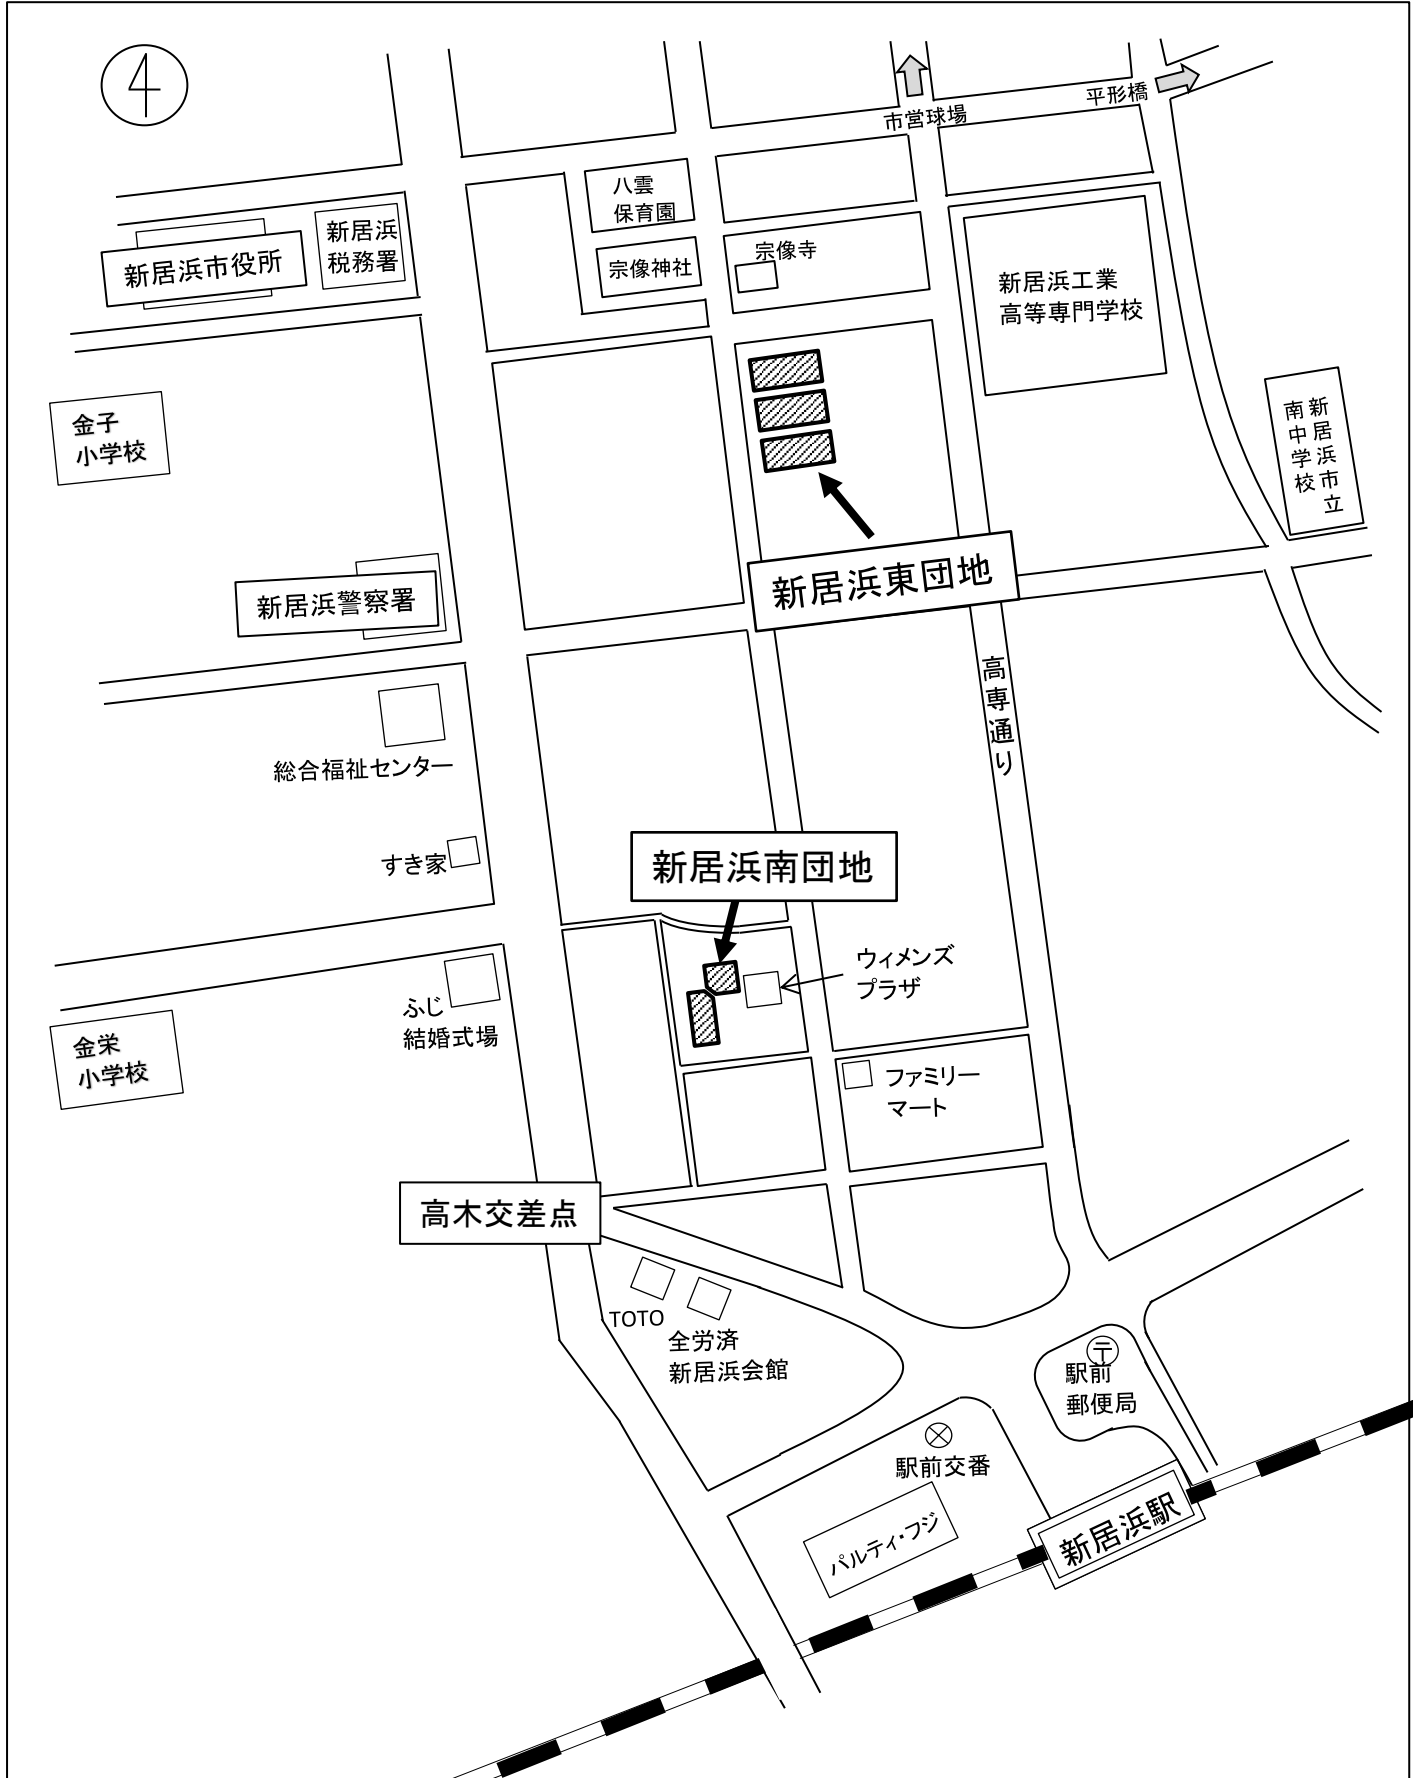 市営球場
平形橋
八雲
保育園
新居浜
税務署
新居浜市役所
宗像神社
宗像寺
新居浜工業
高等専門学校
金子
小学校
新居浜市立
南中学校
新居浜東団地
新居浜警察署
高専通り
総合福祉センター
すき家
新居浜南団地
ウィメンズ
プラザ
ふじ
結婚式場
金栄
小学校
ファミリー
マート
高木交差点
TOTO
全労済
新居浜会館
〒
駅前
郵便局
駅前交番
パルティ・フジ
新居浜駅